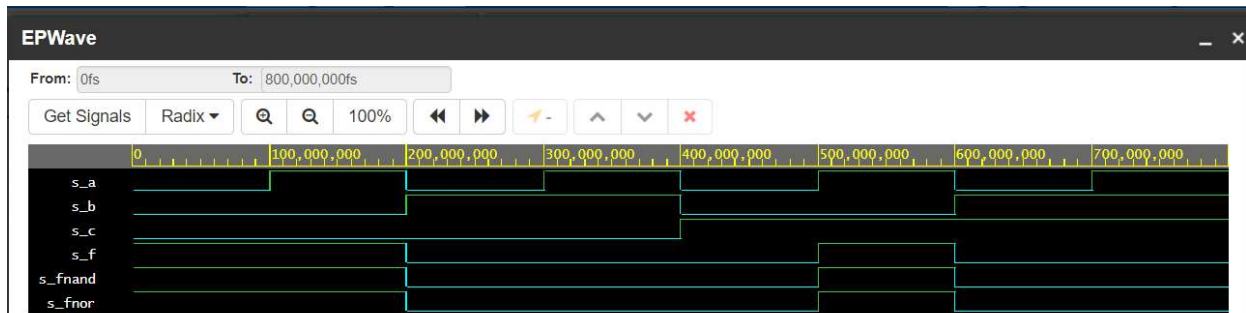 EPWave
From: 0fs To: 800,000,000fs
Get Signals Radix 100% -
0 100,000,000 200,000,000 300,000,000 400,000,000 500,000,000 600,000,000 700,000,000
s_a
s_b
s_c
s_f
s_fnand
s_fnor